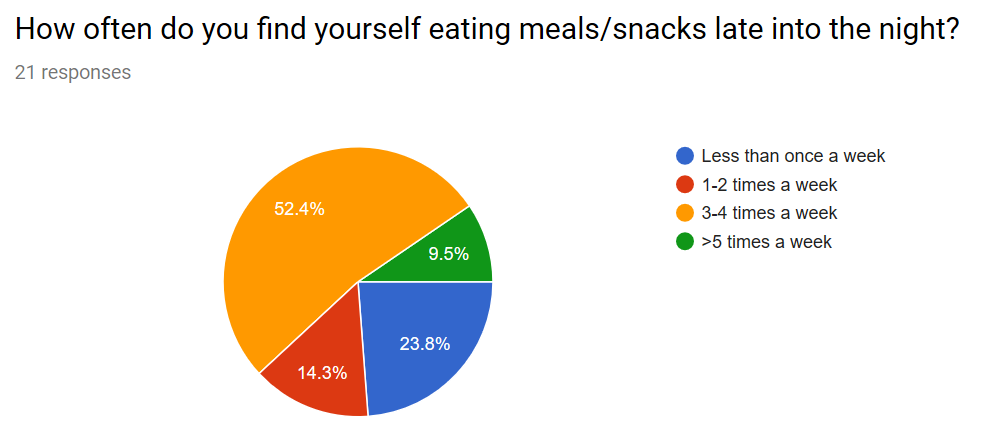 How often do you find yourself eating meals/snacks late into the night?
21 responses
52.4%
9.5%
23.8%
14.3%
Less than once a week
1-2 times a week
3-4 times a week
>5 times a week